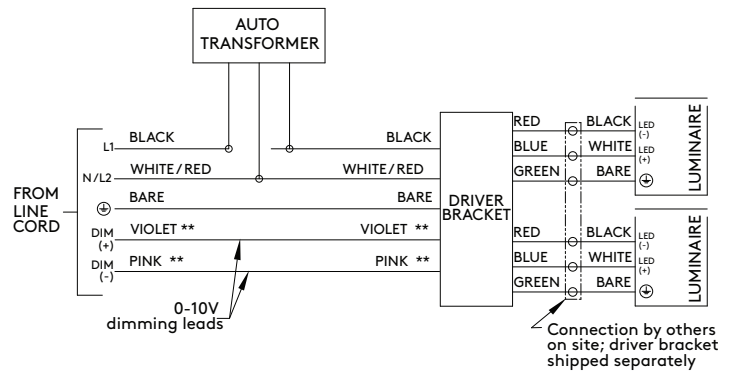 AUTO
TRANSFORMER
L1 BLACK BLACK
N/L2 WHITE/RED WHITE/RED
BARE BARE
FROM
LINE
CORD
DIM
(+)
VIOLET ** VIOLET **
DIM
(-)
PINK ** PINK **
0-10V
dimming leads
DRIVER
BRACKET
RED BLACK LED
(-)
BLUE WHITE LED
(+)
GREEN BARE
LUMINAIRE
RED BLACK LED
(-)
BLUE WHITE LED
(+)
GREEN BARE
LUMINAIRE
Connection by others
on site; driver bracket
shipped separately